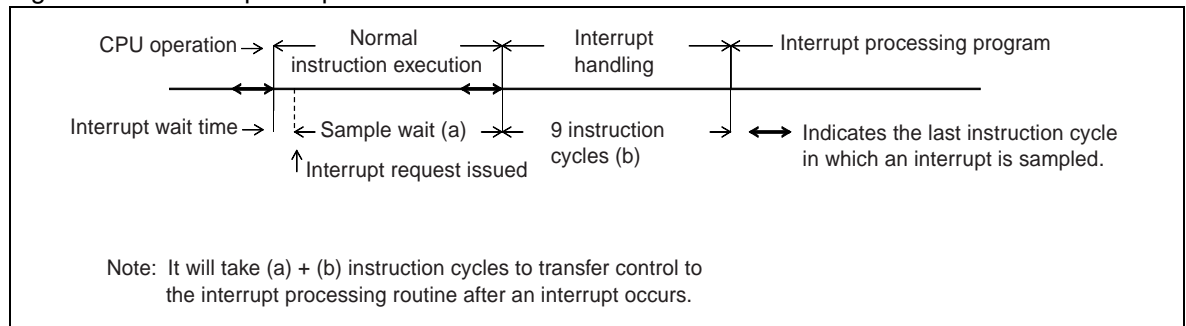 CPU operation
Normal
instruction execution
Interrupt
handling
Interrupt processing program
Interrupt wait time
Sample wait (a)
9 instruction
cycles (b)
Indicates the last instruction cycle
in which an interrupt is sampled.
Interrupt request issued
Note: It will take (a) + (b) instruction cycles to transfer control to
the interrupt processing routine after an interrupt occurs.